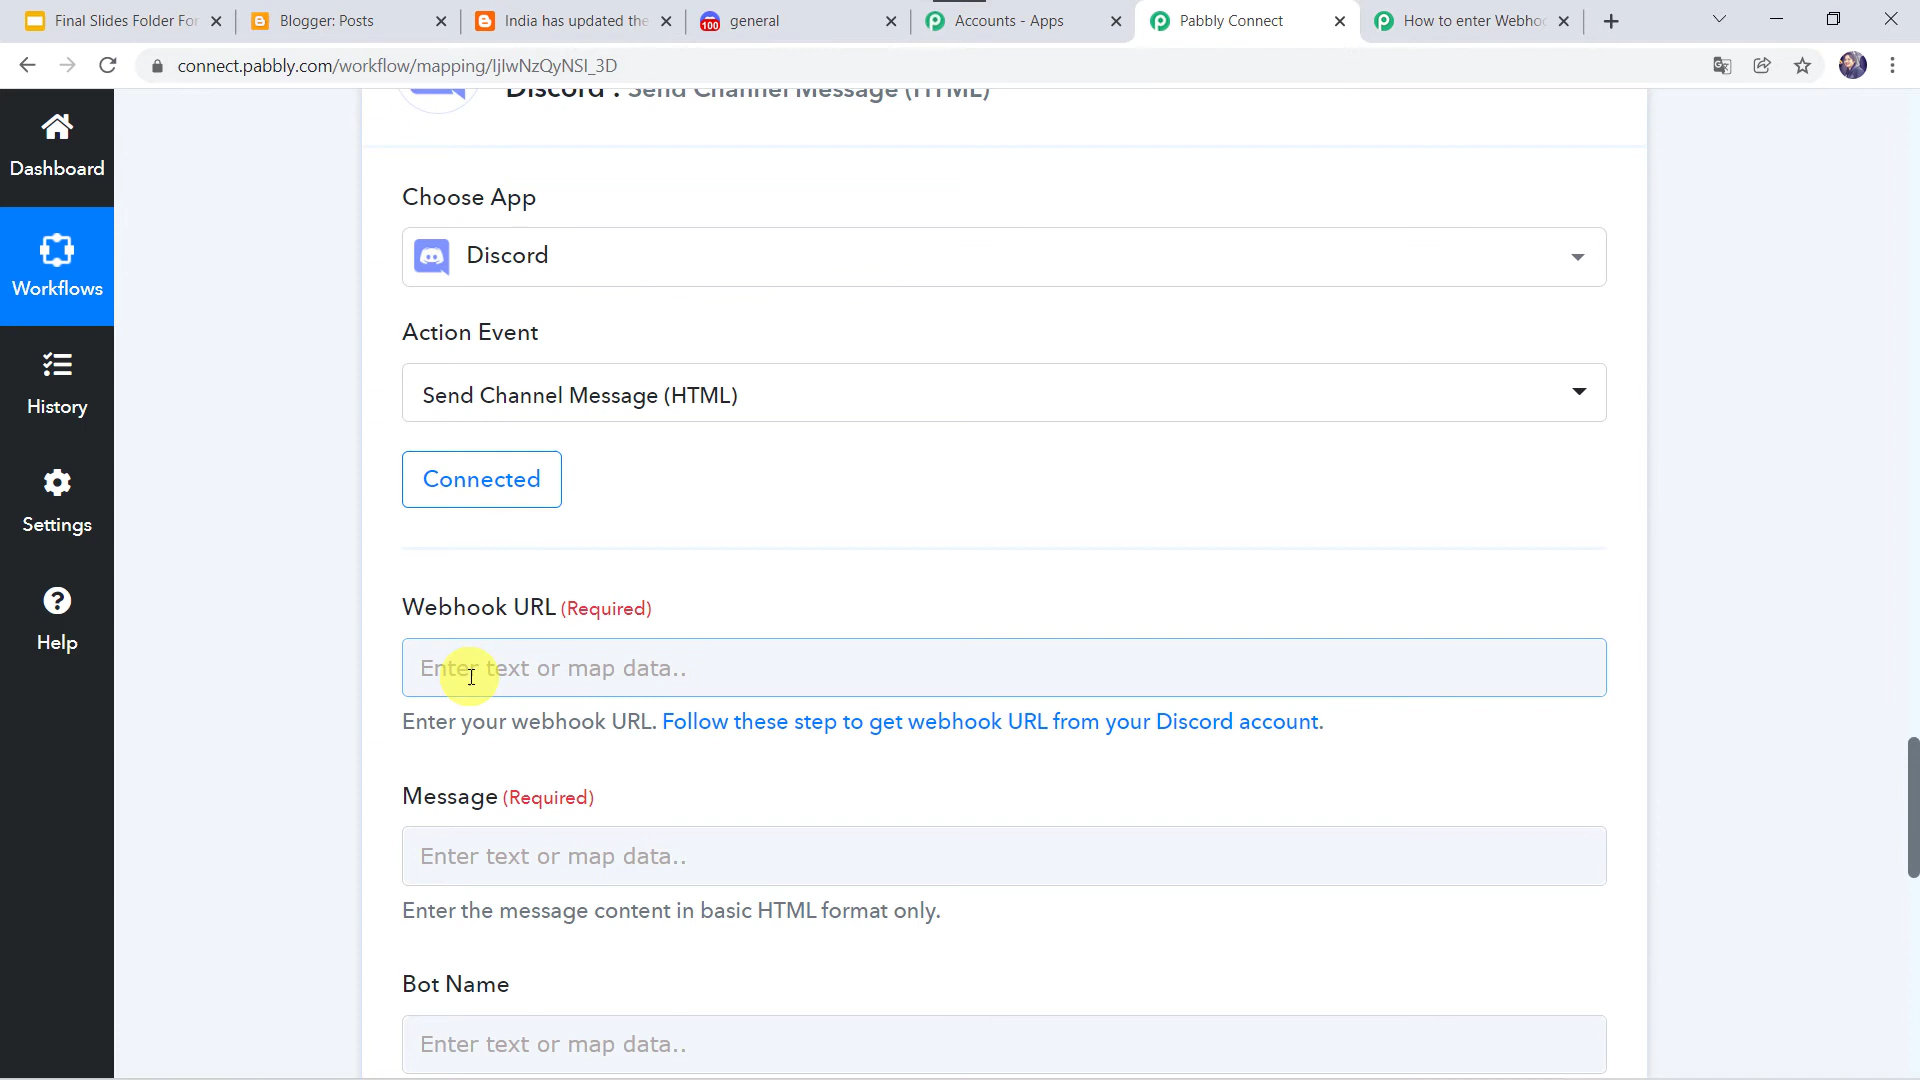 Final Slides Folder For
Blogger: Posts
India has updated the
100
general
Accounts - Apps
Pabbly Connect
How to enter Webhoo
connect.pabbly.com/workflow/mapping/IjIwNzQyNSI_3D
Discord : Send Channel Message (HTML)
Dashboard
Workflows
History
Settings
Help
Choose App
Discord
Action Event
Send Channel Message (HTML)
Connected
Webhook URL (Required)
Enter text or map data..
Enter your webhook URL. Follow these step to get webhook URL from your Discord account.
Message (Required)
Enter text or map data..
Enter the message content in basic HTML format only.
Bot Name
Enter text or map data..